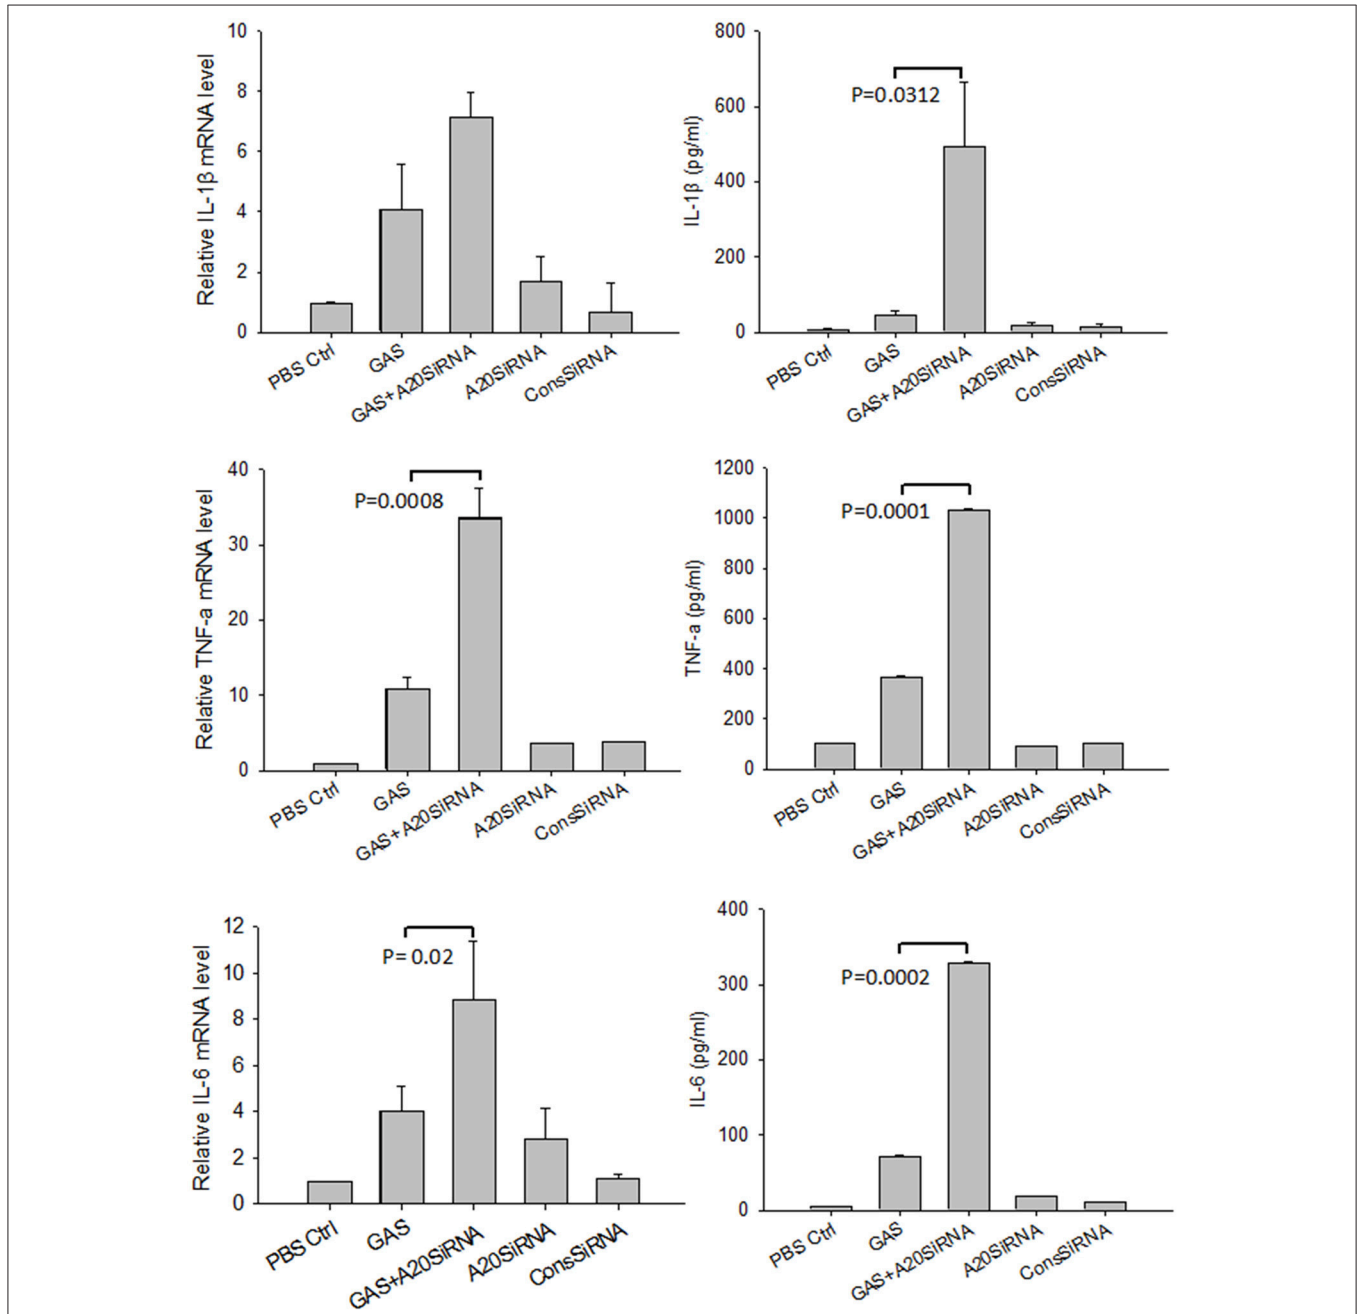 Relative IL-1β mRNA level
10
8
6
4
2
0
PBS Ctrl
GAS
GAS+A20SiRNA
A20SiRNA
ConsSiRNA
IL-1β (pg/ml)
800
600
400
200
0
P=0.0312
PBS Ctrl
GAS
GAS+A20SiRNA
A20SiRNA
ConsSiRNA
Relative TNF-a mRNA level
40
30
20
10
0
P=0.0008
PBS Ctrl
GAS
GAS+A20SiRNA
A20SiRNA
ConsSiRNA
TNF-a (pg/ml)
1200
1000
800
600
400
200
0
P=0.0001
PBS Ctrl
GAS
GAS+A20SiRNA
A20SiRNA
ConsSiRNA
Relative IL-6 mRNA level
12
10
8
6
4
2
0
P= 0.02
PBS Ctrl
GAS
GAS+A20SiRNA
A20SiRNA
ConsSiRNA
IL-6 (pg/ml)
400
300
200
100
0
P=0.0002
PBS Ctrl
GAS
GAS+A20SiRNA
A20SiRNA
ConsSiRNA